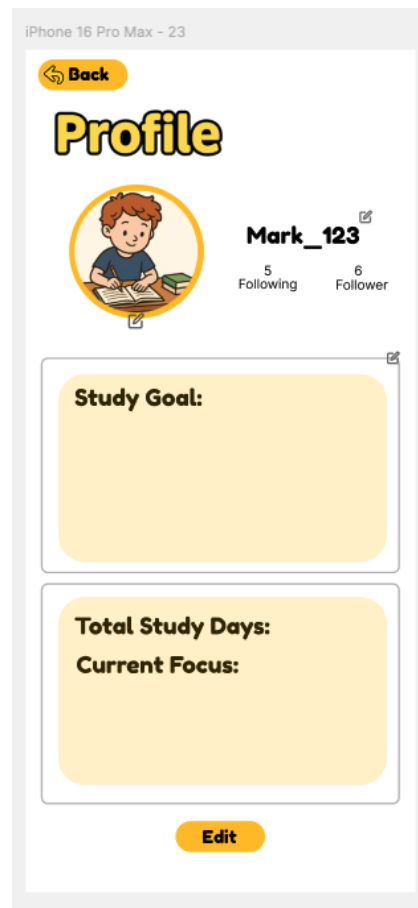 iPhone 16 Pro Max - 23
Back
Profile
Mark_123
5 6
Following Follower
Study Goal:
Total Study Days:
Current Focus:
Edit